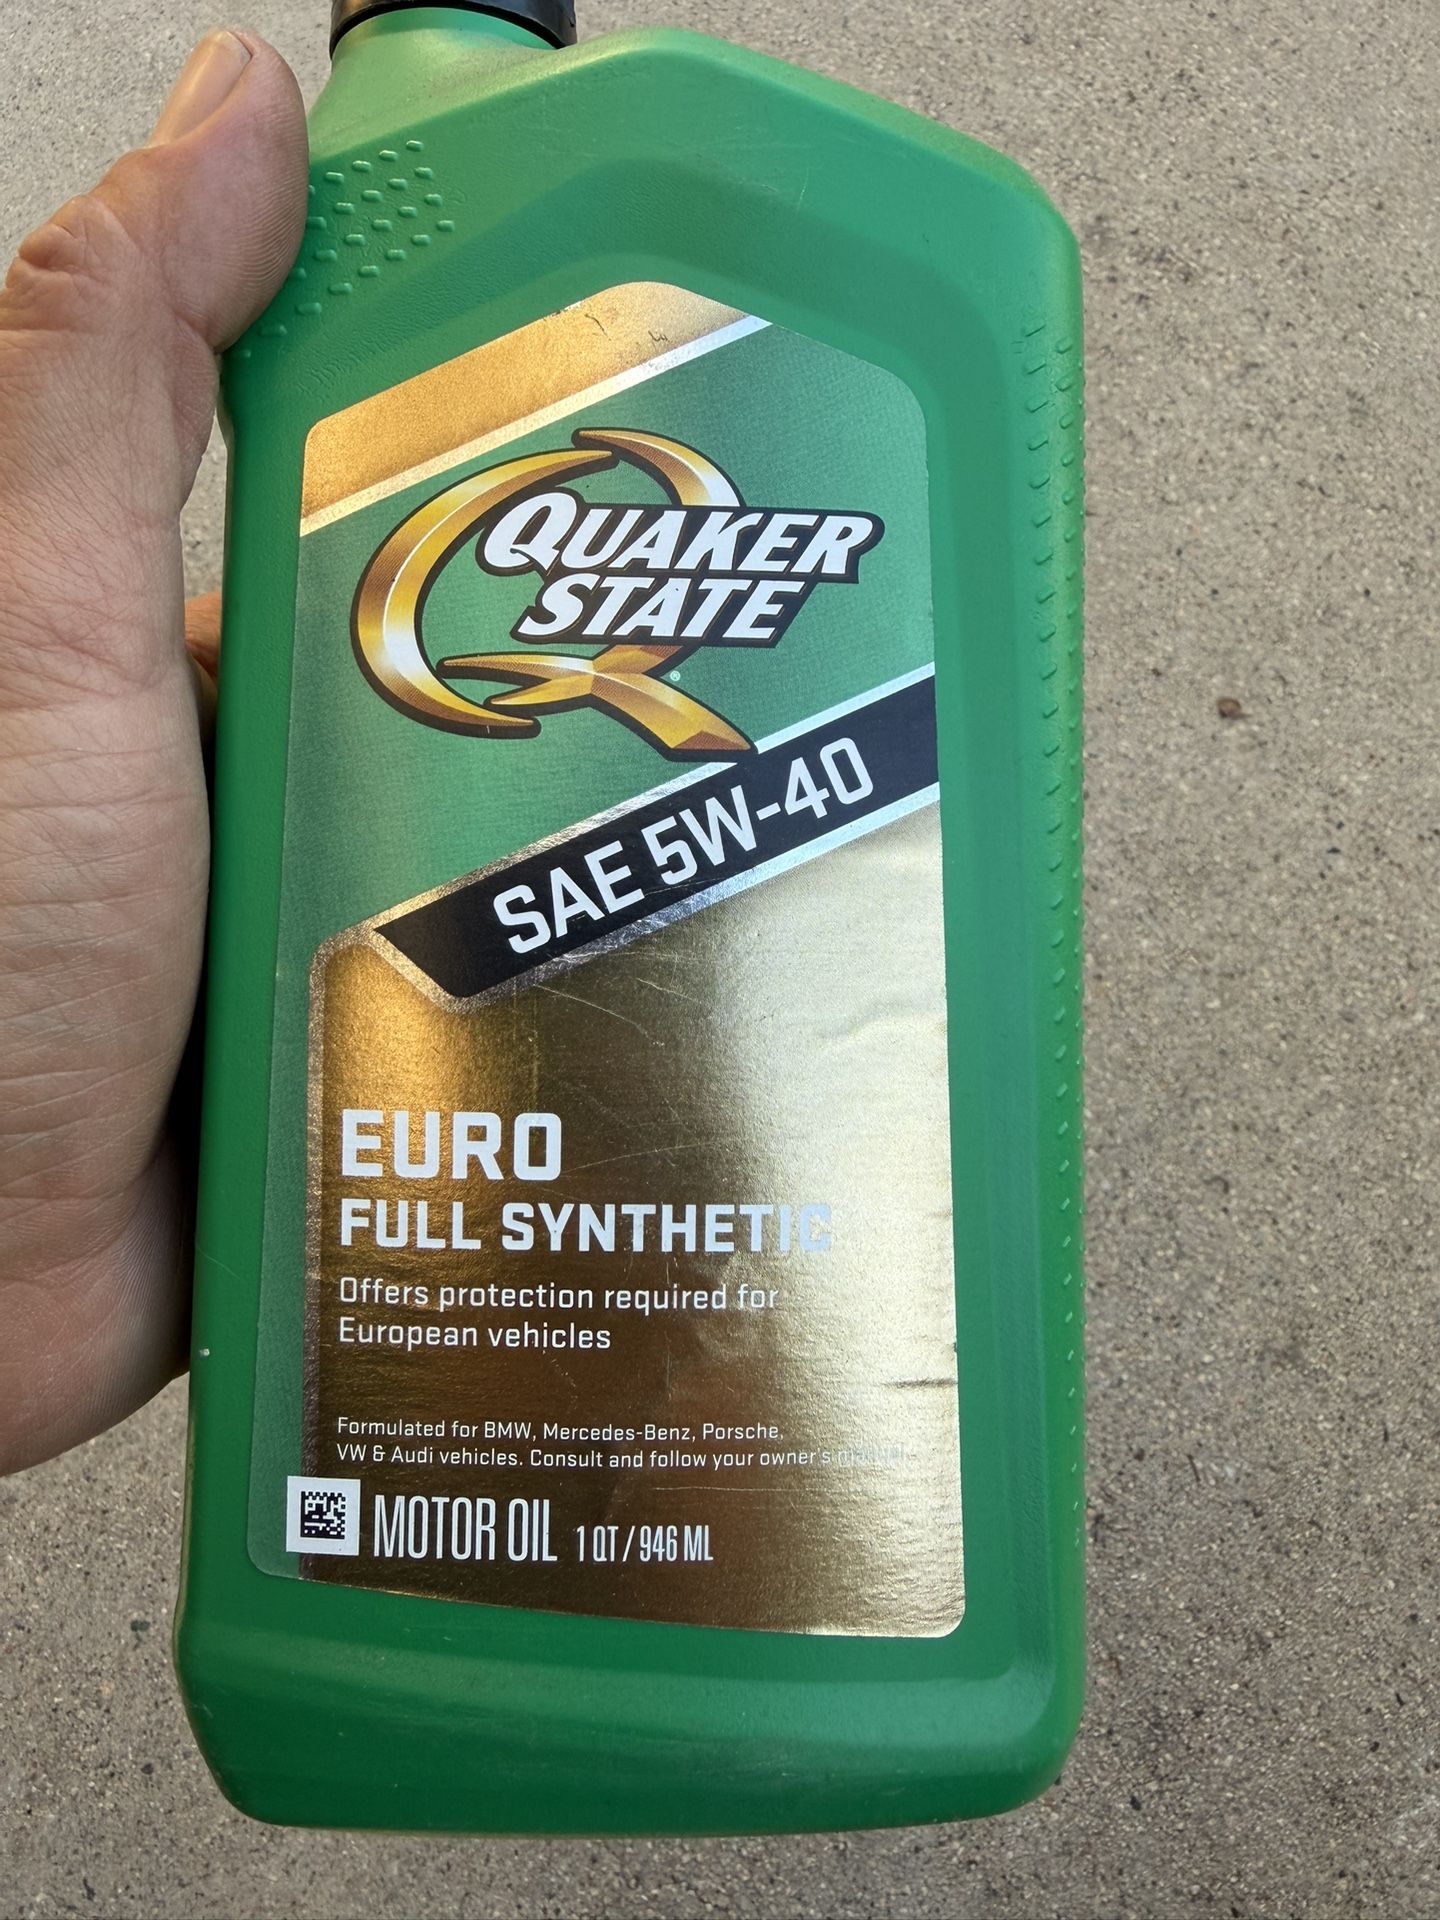 QUAKER
STATE
®
SAE 5W-40
EURO
FULL SYNTHETIC
Offers protection required for
European vehicles
Formulated for BMW, Mercedes-Benz, Porsche,
VW & Audi vehicles. Consult and follow your owner's manual.
MOTOR OIL 1 QT / 946 ML